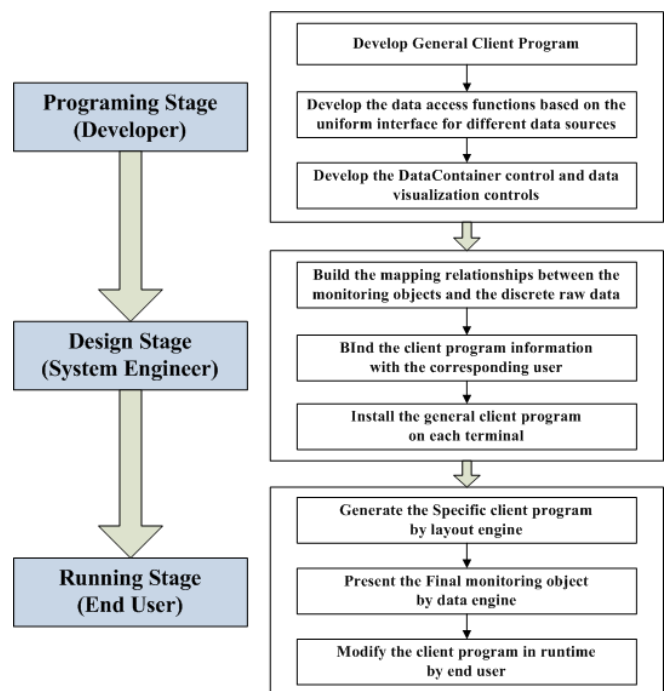 Programing Stage
(Developer)
Develop General Client Program
Develop the data access functions based on the
uniform interface for different data sources
Develop the DataContainer control and data
visualization controls
Design Stage
(System Engineer)
Build the mapping relationships between the
monitoring objects and the discrete raw data
BInd the client program information
with the corresponding user
Install the general client program
on each terminal
Running Stage
(End User)
Generate the Specific client program
by layout engine
Present the Final monitoring object
by data engine
Modify the client program in runtime
by end user